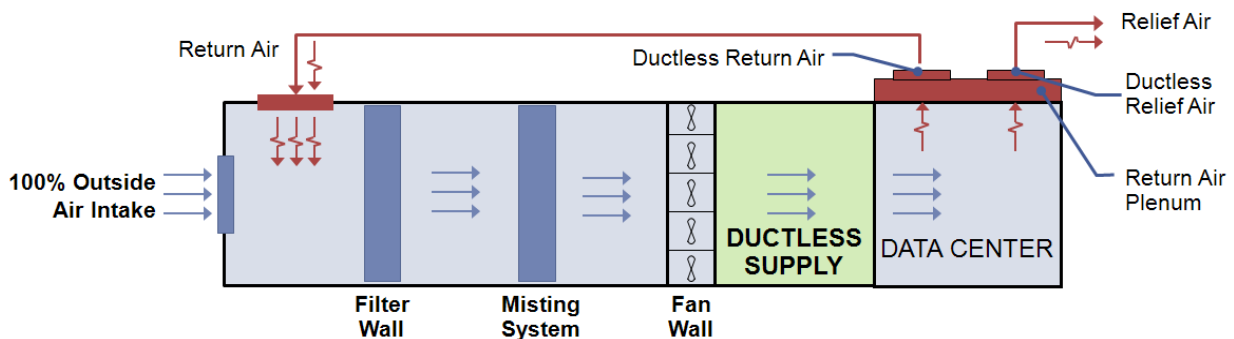 Relief Air
Return Air
Ductless Return Air
Ductless
Relief Air
100% Outside
Air Intake
Return Air
Plenum
DUCTLESS
SUPPLY
DATA CENTER
Filter
Wall
Misting
System
Fan
Wall